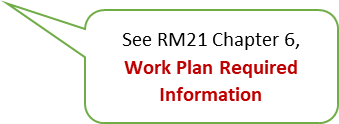 See RM21 Chapter 6,
Work Plan Required
Information